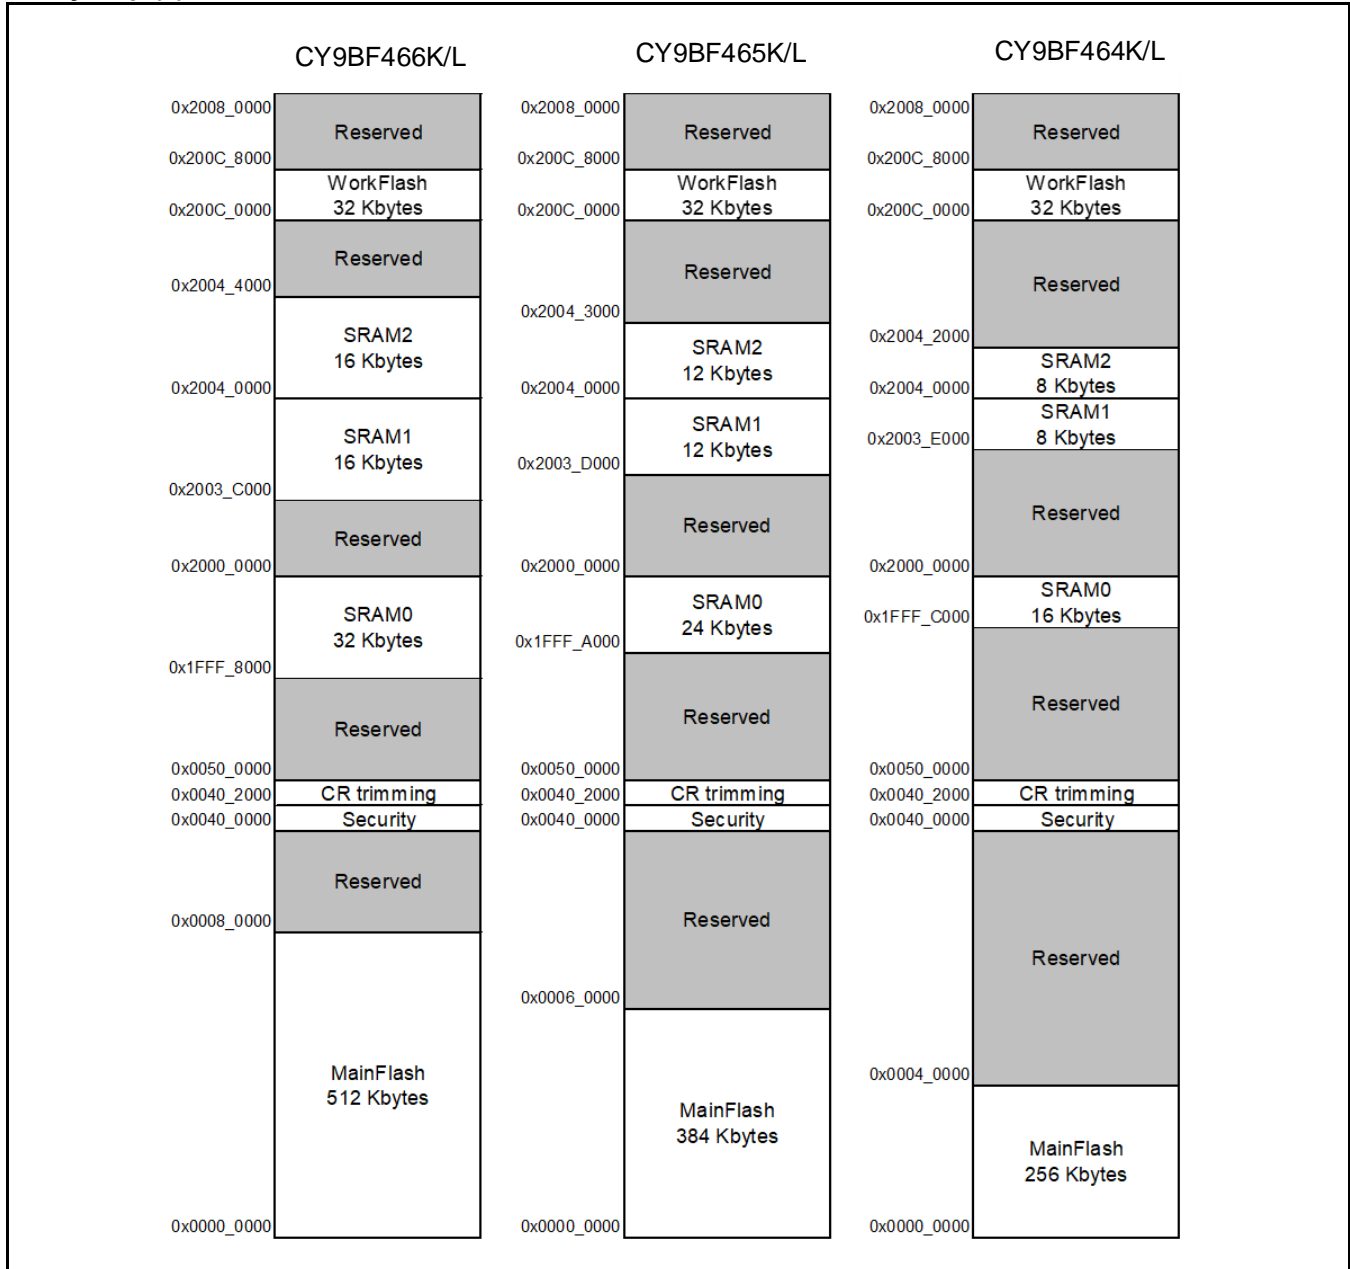 CY9BF466K/L
0x2008_0000
Reserved
0x200C_8000
WorkFlash
32 Kbytes
0x200C_0000
Reserved
0x2004_4000
SRAM2
16 Kbytes
0x2004_0000
SRAM1
16 Kbytes
0x2003_C000
Reserved
0x2000_0000
SRAM0
32 Kbytes
0x1FFF_8000
Reserved
0x0050_0000
CR trimming
0x0040_2000
Security
0x0040_0000
Reserved
0x0008_0000
MainFlash
512 Kbytes
0x0000_0000
CY9BF465K/L
0x2008_0000
Reserved
0x200C_8000
WorkFlash
32 Kbytes
0x200C_0000
Reserved
0x2004_3000
SRAM2
12 Kbytes
0x2004_0000
SRAM1
12 Kbytes
0x2003_D000
Reserved
0x2000_0000
SRAM0
24 Kbytes
0x1FFF_A000
Reserved
0x0050_0000
CR trimming
0x0040_2000
Security
0x0040_0000
Reserved
0x0006_0000
MainFlash
384 Kbytes
0x0000_0000
CY9BF464K/L
0x2008_0000
Reserved
0x200C_8000
WorkFlash
32 Kbytes
0x200C_0000
Reserved
0x2004_2000
SRAM2
8 Kbytes
0x2004_0000
SRAM1
8 Kbytes
0x2003_E000
Reserved
0x2000_0000
SRAM0
16 Kbytes
0x1FFF_C000
Reserved
0x0050_0000
CR trimming
0x0040_2000
Security
0x0040_0000
Reserved
0x0004_0000
MainFlash
256 Kbytes
0x0000_0000